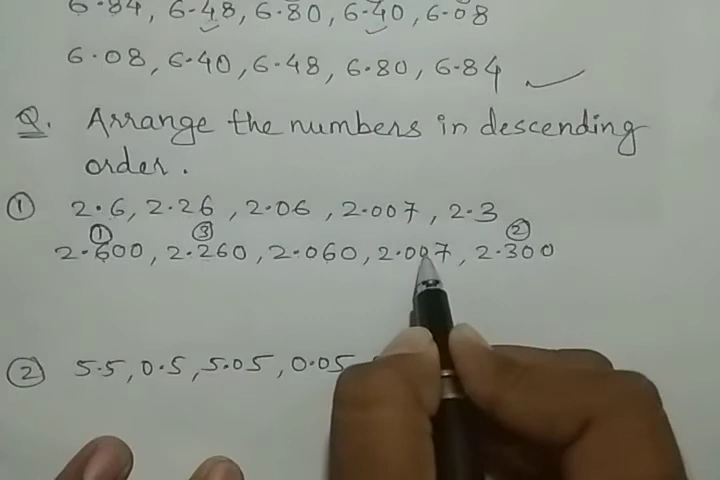 6.84, 6.48, 6.80, 6.40, 6.08
6.08, 6.40, 6.48, 6.80, 6.84
Q. Arrange the numbers in descending
order.
① 2.6, 2.26, 2.06, 2.007, 2.3
① ③ ②
2.600, 2.260, 2.060, 2.007, 2.300
② 5.5, 0.5, 5.05, 0.05